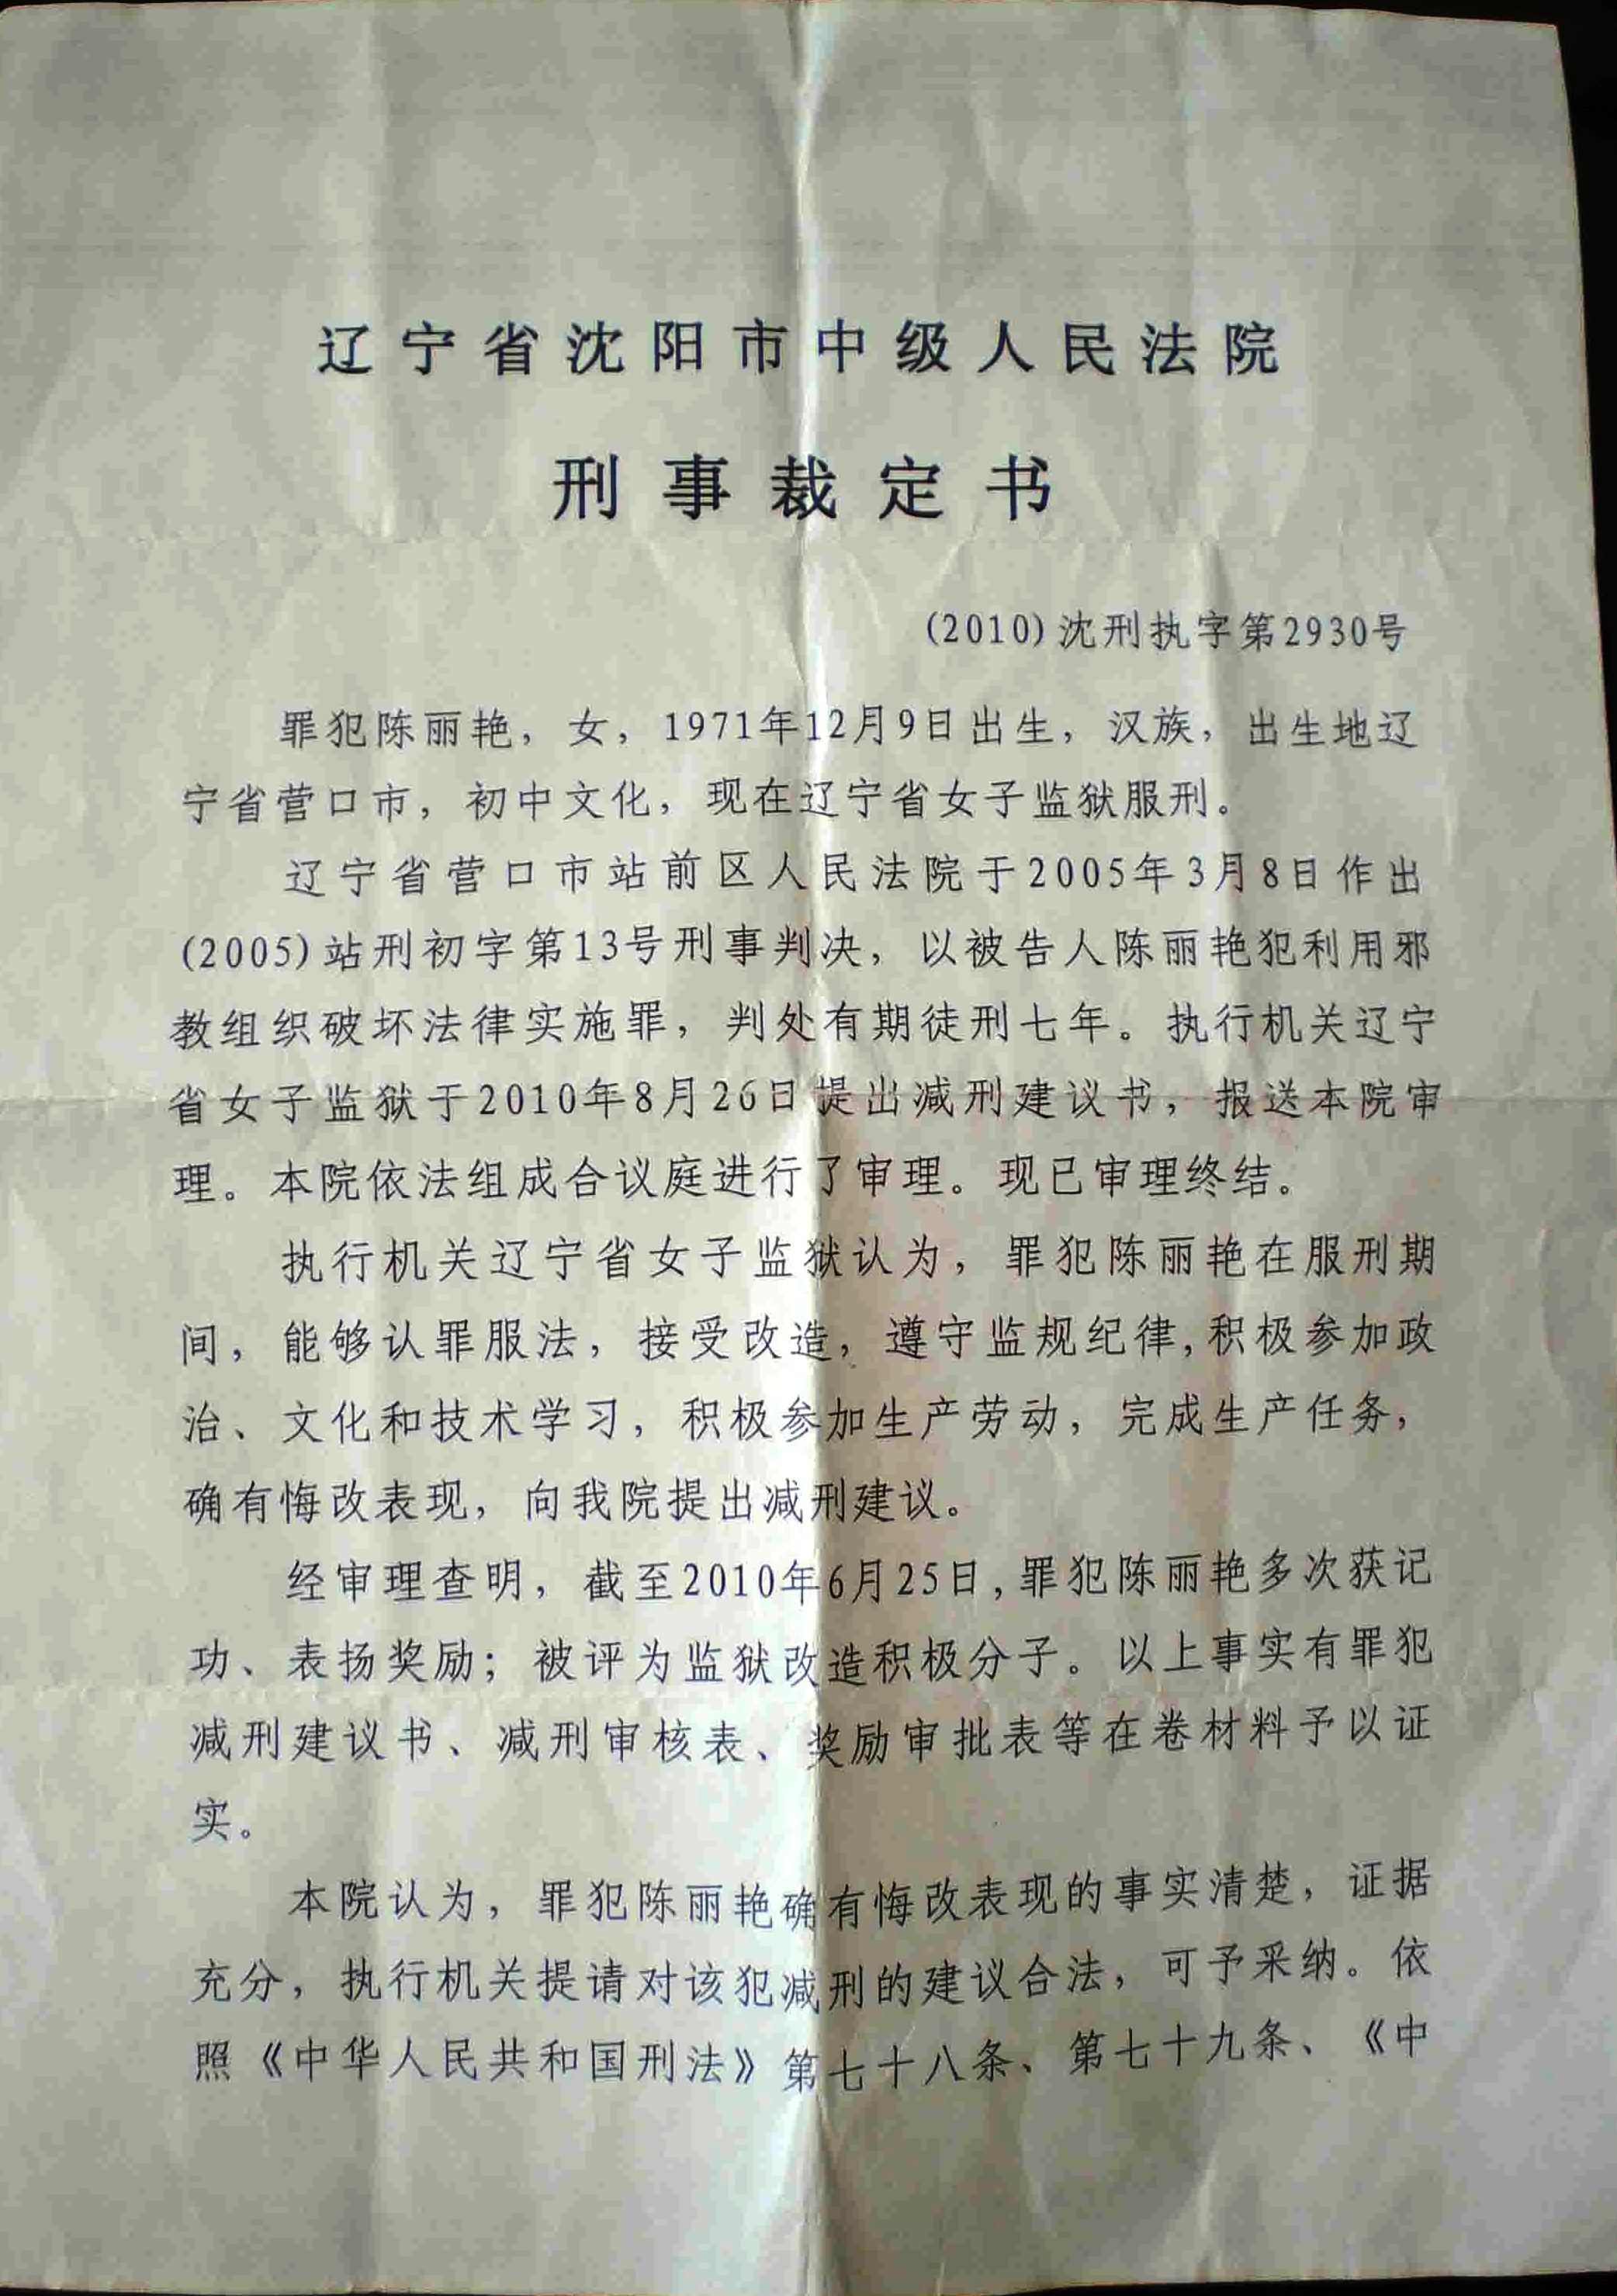 辽宁省沈阳市中级人民法院
刑事裁定书
(2010)沈刑执字第2930号
罪犯陈丽艳，女，1971年12月9日出生，汉族，出生地辽
宁省营口市，初中文化，现在辽宁省女子监狱服刑。
辽宁省营口市站前区人民法院于2005年3月8日作出
(2005)站刑初字第13号刑事判决，以被告人陈丽艳犯利用邪
教组织破坏法律实施罪，判处有期徒刑七年。执行机关辽宁
省女子监狱于2010年8月26日提出减刑建议书，报送本院审
理。本院依法组成合议庭进行了审理。现已审理终结。
执行机关辽宁省女子监狱认为，罪犯陈丽艳在服刑期
间，能够认罪服法，接受改造，遵守监规纪律,积极参加政
治、文化和技术学习，积极参加生产劳动，完成生产任务，
确有悔改表现，向我院提出减刑建议。
经审理查明，截至2010年6月25日,罪犯陈丽艳多次获记
功、表扬奖励；被评为监狱改造积极分子。以上事实有罪犯
减刑建议书、减刑审核表、奖励审批表等在卷材料予以证
实。
本院认为，罪犯陈丽艳确有悔改表现的事实清楚，证据
充分，执行机关提请对该犯减刑的建议合法，可予采纳。依
照《中华人民共和国刑法》第七十八条、第七十九条、《中